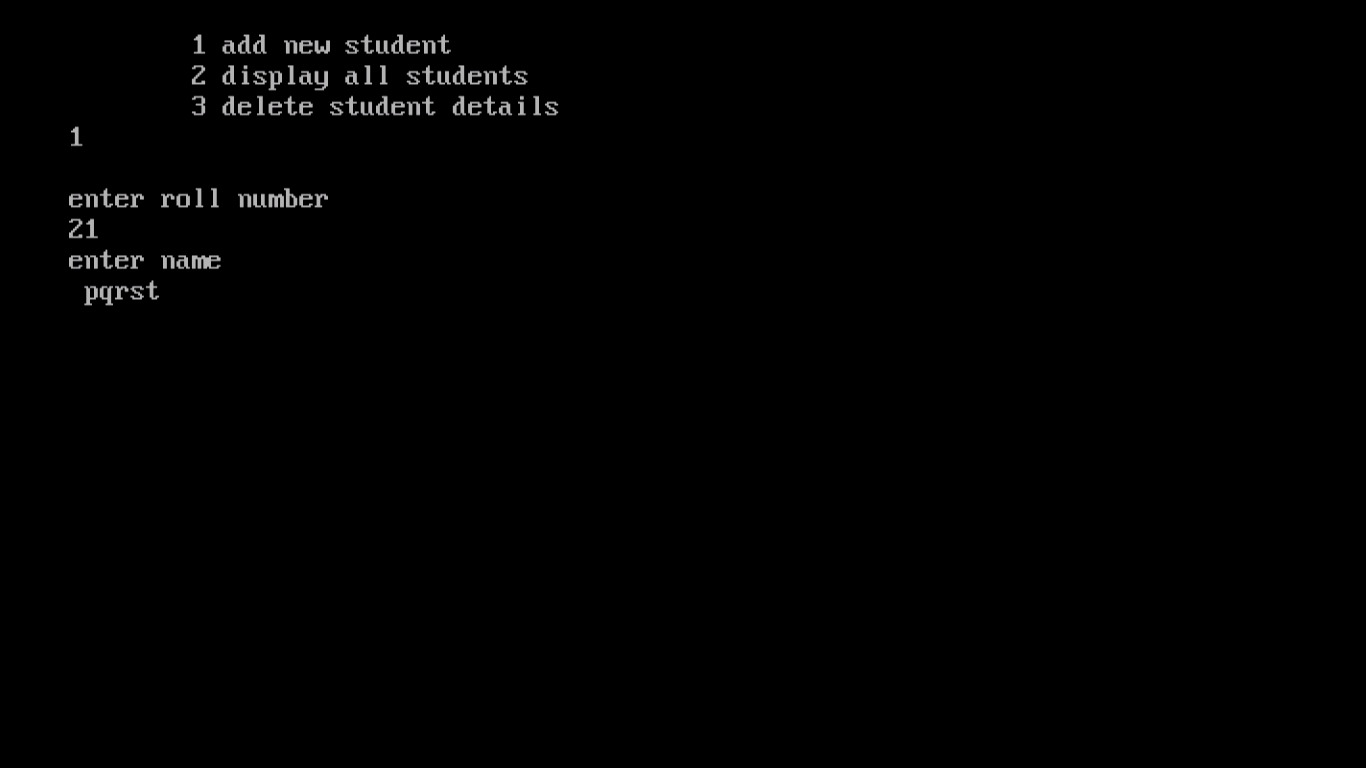 1 add new student
2 display all students
3 delete student details
1
enter roll number
21
enter name
pqrst